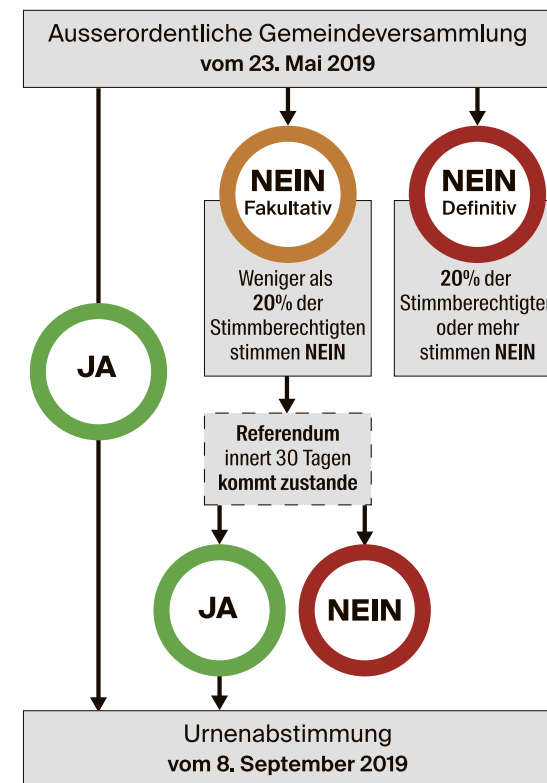 Ausserordentliche Gemeindeversammlung
vom 23. Mai 2019
NEIN
Fakultativ
Weniger als
20% der
Stimmberechtigten
stimmen NEIN
NEIN
Definitiv
20% der
Stimmberechtigten
oder mehr
stimmen NEIN
JA
Referendum
innert 30 Tagen
kommt zustande
JA
NEIN
Urnenabstimmung
vom 8. September 2019